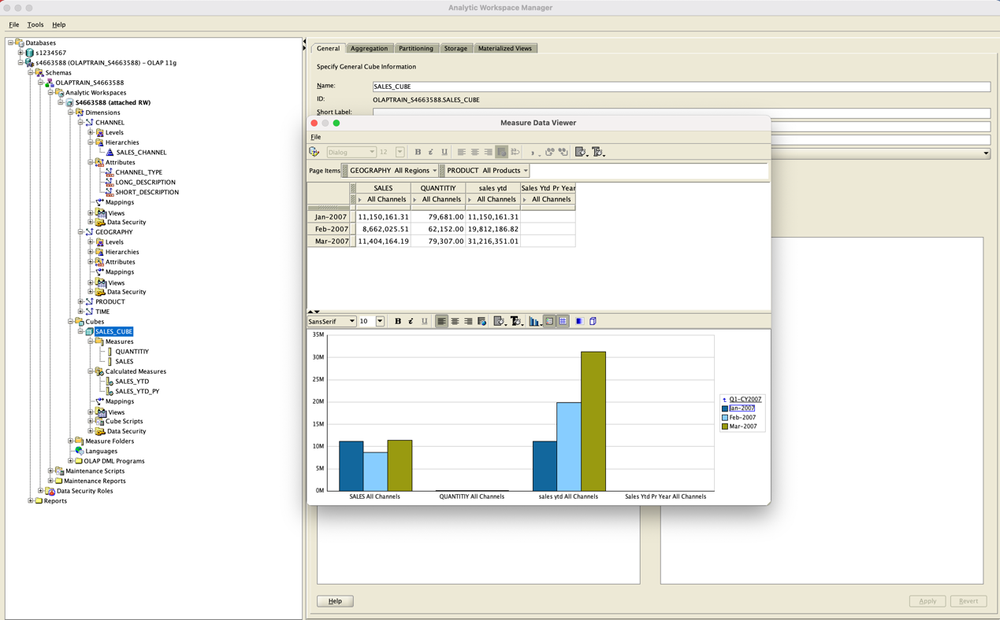 Analytic Workspace Manager
File Tools Help
Databases
s1234567
s4663588 (OLAPTRAIN_S4663588) - OLAP 11g
Schemas
OLAPTRAIN_S4663588
Analytic Workspaces
S4663588 (attached RW)
Dimensions
CHANNEL
Levels
Hierarchies
SALES_CHANNEL
Attributes
CHANNEL_TYPE
LONG_DESCRIPTION
SHORT_DESCRIPTION
Mappings
Views
Data Security
GEOGRAPHY
Levels
Hierarchies
Attributes
Mappings
Views
Data Security
PRODUCT
TIME
Cubes
SALES_CUBE
Measures
QUANTITIY
SALES
Calculated Measures
SALES_YTD
SALES_YTD_PY
Mappings
Views
Cube Scripts
Data Security
Measure Folders
Languages
OLAP DML Programs
Maintenance Scripts
Maintenance Reports
Data Security Roles
Reports
General Aggregation Partitioning Storage Materialized Views
Specify General Cube Information
Name: SALES_CUBE
ID: OLAPTRAIN_S4663588.SALES_CUBE
Short Label:
Measure Data Viewer
File
Dialog 12 B i U
Page Items GEOGRAPHY All Regions PRODUCT All Products
SALES QUANTITIY sales ytd Sales Ytd Pr Year
All Channels All Channels All Channels All Channels
Jan-2007 11,150,161.31 79,681.00 11,150,161.31
Feb-2007 8,662,025.51 62,152.00 19,812,186.82
Mar-2007 11,404,164.19 79,307.00 31,216,351.01
SansSerif 10 B i U
35M
30M
25M
20M
15M
10M
5M
0M
SALES All Channels QUANTITIY All Channels sales ytd All Channels Sales Ytd Pr Year All Channels
Q1-CY2007
Jan-2007
Feb-2007
Mar-2007
Help Apply Revert